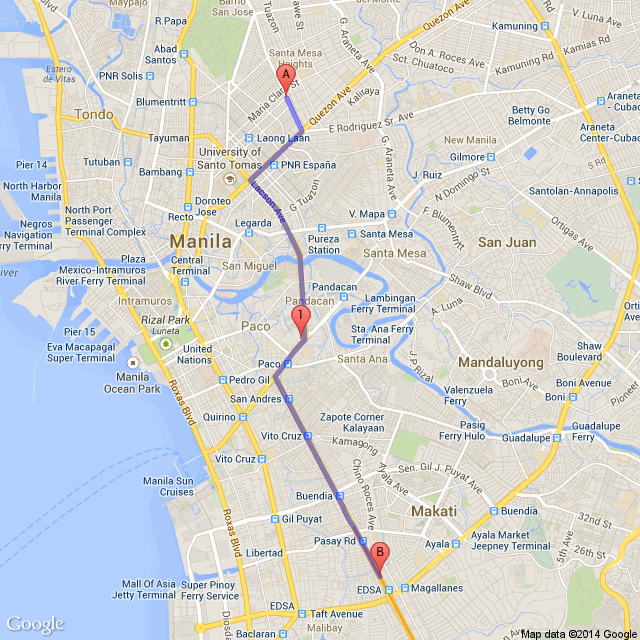 Maypajo
San Jose
Bario
R.Papa
Quezon Ave
Kamuning
V. Luna Ave
Kamias Rd
Don A. Roces Ave
Sct. Chuatoco
Kamuning Rd
G. Araneta Ave
Abad
Santos
Santa Mesa
Heights
PNR Solis
A
Maria Clara St
Kaliraya
Quezon Ave
Blumentritt
Estero
de Vitas
Tondo
Betty Go
Belmonte
Laong Laan
E Rodriguez Sr. Ave
Araneta
Center-Cubao
Tayuman
New Manila
University of
Santo Tomas
PNR España
Gilmore
S Rd
Pier 14
Tutuban
Bambang
J. Ruiz
N Domingo St
North Harbor
Manila
Lacson Ave
G Tuazon
G. Araneta Ave
Santolan-Annapolis
Doroteo
Jose
Recto
North Port
Passenger
Terminal Complex
Legarda
V. Mapa
F. Blumentritt
Ortigas Ave
Negros
Navigation
Ferry Terminal
Manila
Pureza
Station
Santa Mesa
Santa Mesa
San Juan
Plaza
Central
Terminal
San Miguel
Mexico-Intramuros
River Ferry Terminal
Pandacan
Shaw Blvd
Intramuros
Pandacan
Lambingan
Ferry Terminal
A. Luna
Rizal Park
Luneta
Paco
1
Pier 15
Eva Macapagal
Super Terminal
Sta. Ana Ferry
Terminal
United
Nations
Santa Ana
J. P. Rizal
Mandaluyong
Shaw
Boulevard
Manila
Ocean Park
Paco
Pedro Gil
Boni Ave
Boni Avenue
Pioneer
Roxas Blvd
San Andres
Valenzuela
Ferry
Quirino
Zapote Corner
Kalayaan
Pasig
Ferry Hulo
Guadalupe
Ferry
Guadalupe
Vito Cruz
Kamagong
Vito Cruz
Ayala Ave
Sen. Gil J. Puyat Ave
Manila Sun
Cruises
Chino Roces Ave
Buendia
Makati
Buendia
Roxas Blvd
Gil Puyat
32nd St
Pasay Rd
Ayala
Ayala Market
Jeepney Terminal
26th St
5th Ave
Libertad
B
Mall Of Asia
Jetty Terminal
Super Pinoy
Ferry Service
EDSA
Magallanes
EDSA
Taft Avenue
Malibay
Baclaran
Google
Map data ©2014 Google